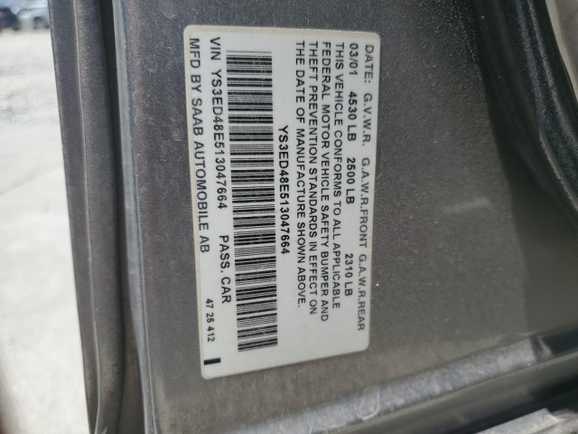 DATE: G.V.W.R. G.A.W.R.FRONT G.A.W.R.REAR
03/01 4530 LB 2500 LB 2310 LB
THIS VEHICLE CONFORMS TO ALL APPLICABLE
FEDERAL MOTOR VEHICLE SAFETY BUMPER AND
THEFT PREVENTION STANDARDS IN EFFECT ON
THE DATE OF MANUFACTURE SHOWN ABOVE.
YS3ED48E513047664
VIN YS3ED48E513047664 PASS. CAR
MFD BY SAAB AUTOMOBILE AB 47 25 412